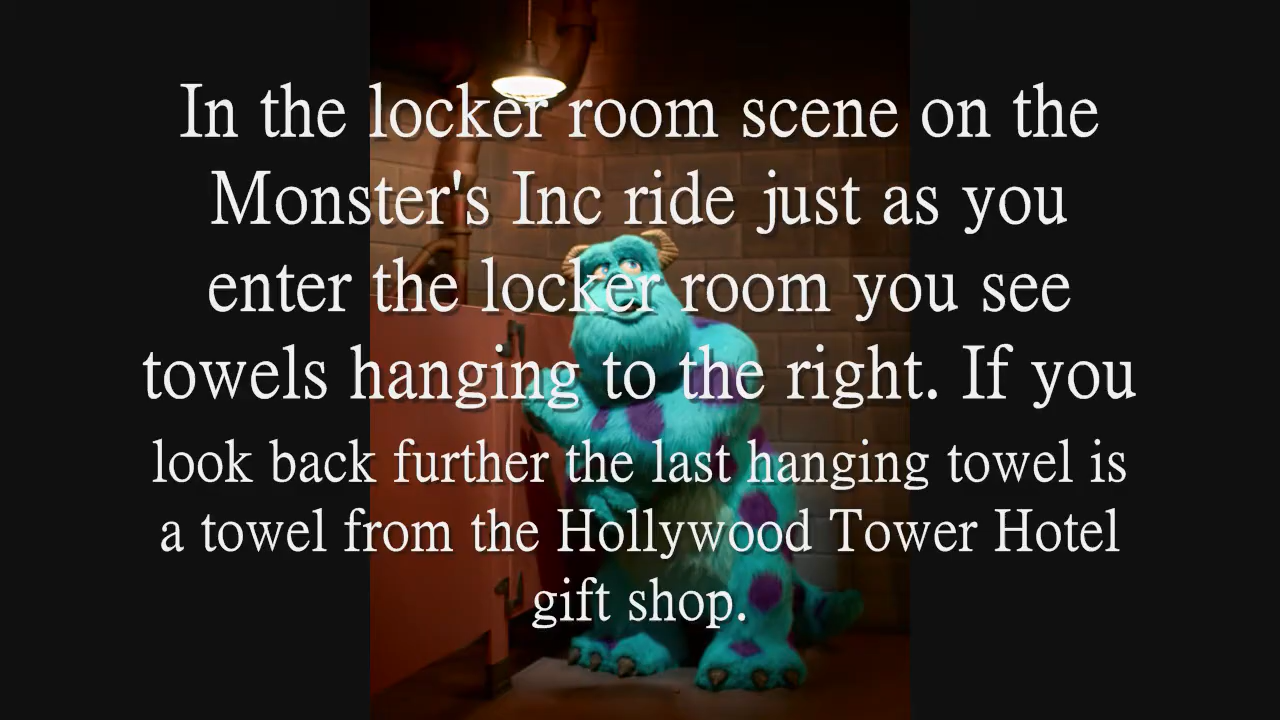 In the locker room scene on the
Monster's Inc ride just as you
enter the locker room you see
towels hanging to the right. If you
look back further the last hanging towel is
a towel from the Hollywood Tower Hotel
gift shop.